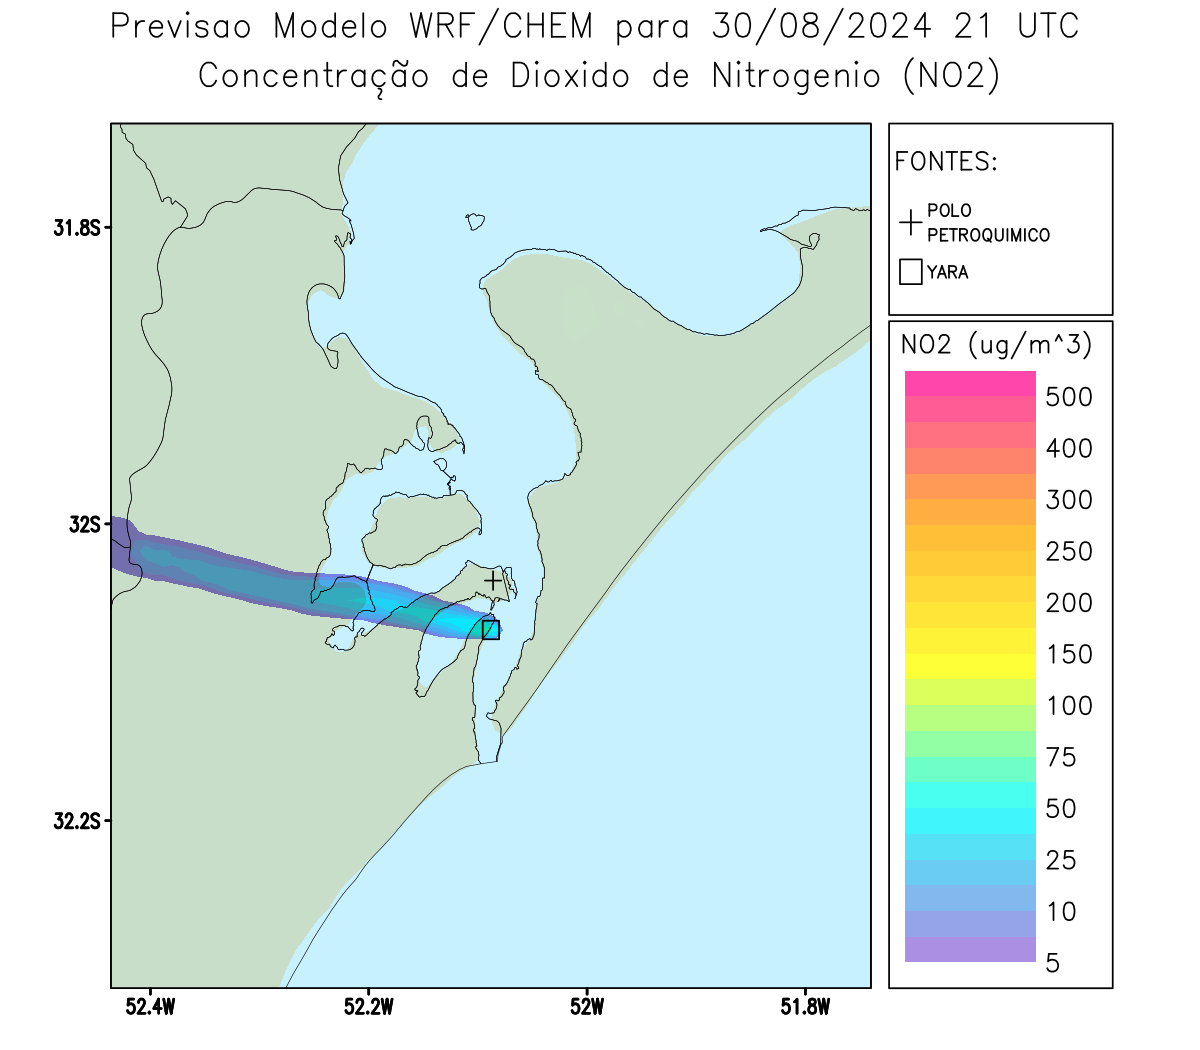 Previsao Modelo WRF/CHEM para 30/08/2024 21 UTC
Concentração de Dioxido de Nitrogenio (NO2)
FONTES:
POLO
PETROQUIMICO
YARA
31.8S
32S
32.2S
52.4W
52.2W
52W
51.8W
NO2 (ug/m^3)
500
400
300
250
200
150
100
75
50
25
10
5